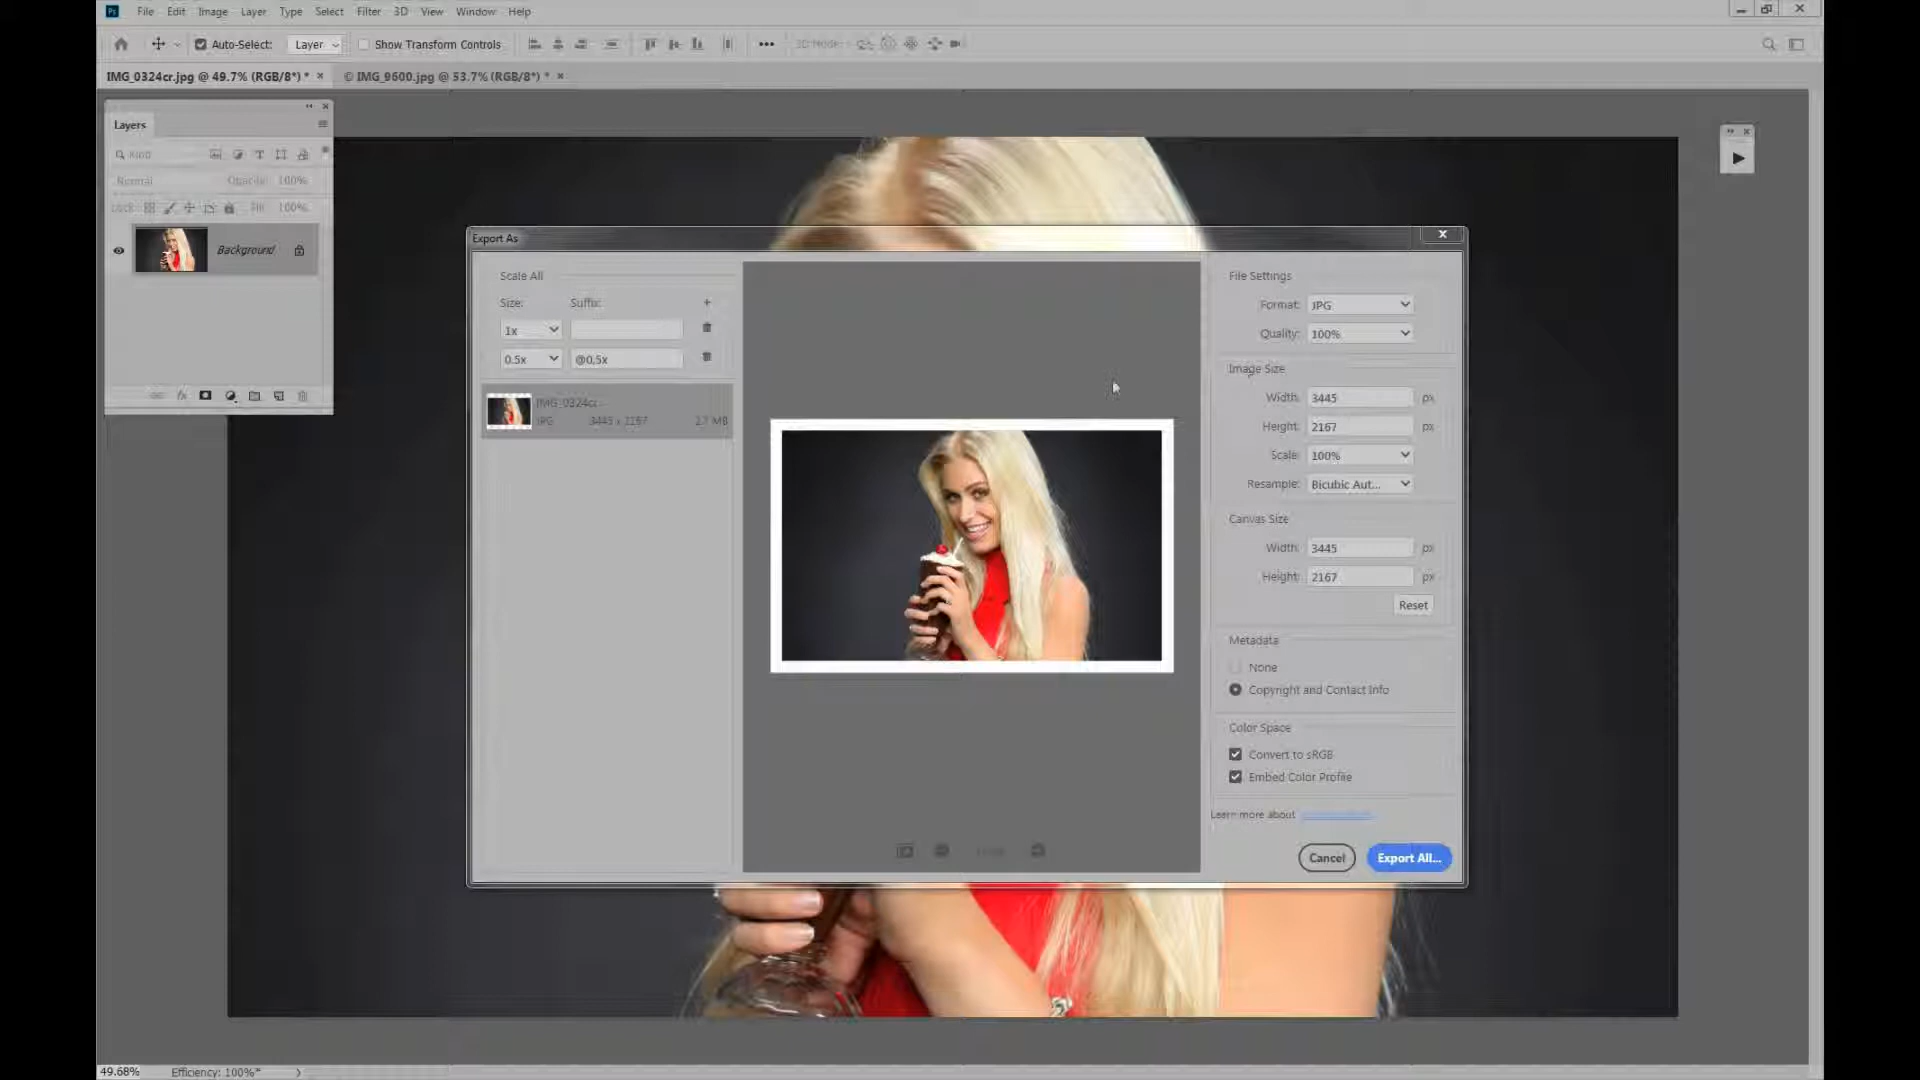 Ps File Edit Image Layer Type Select Filter 3D View Window Help
Auto-Select: Layer Show Transform Controls 3D Mode:
IMG_0324cr.jpg @ 49.7% (RGB/8*) * × © IMG_9600.jpg @ 53.7% (RGB/8*) * ×
Layers
Kind
Normal Opacity: 100%
Lock: Fill: 100%
Background
Export As
Scale All
Size: Suffix: +
1x
0.5x @0,5x
IMG_0324cr...
JPG 3445 x 2167 2.7 MB
File Settings
Format: JPG
Quality: 100%
Image Size
Width: 3445 px
Height: 2167 px
Scale: 100%
Resample: Bicubic Aut...
Canvas Size
Width: 3445 px
Height: 2167 px
Reset
Metadata
None
Copyright and Contact Info
Color Space
Convert to sRGB
Embed Color Profile
Learn more about
Cancel Export All...
49.68% Efficiency: 100%*